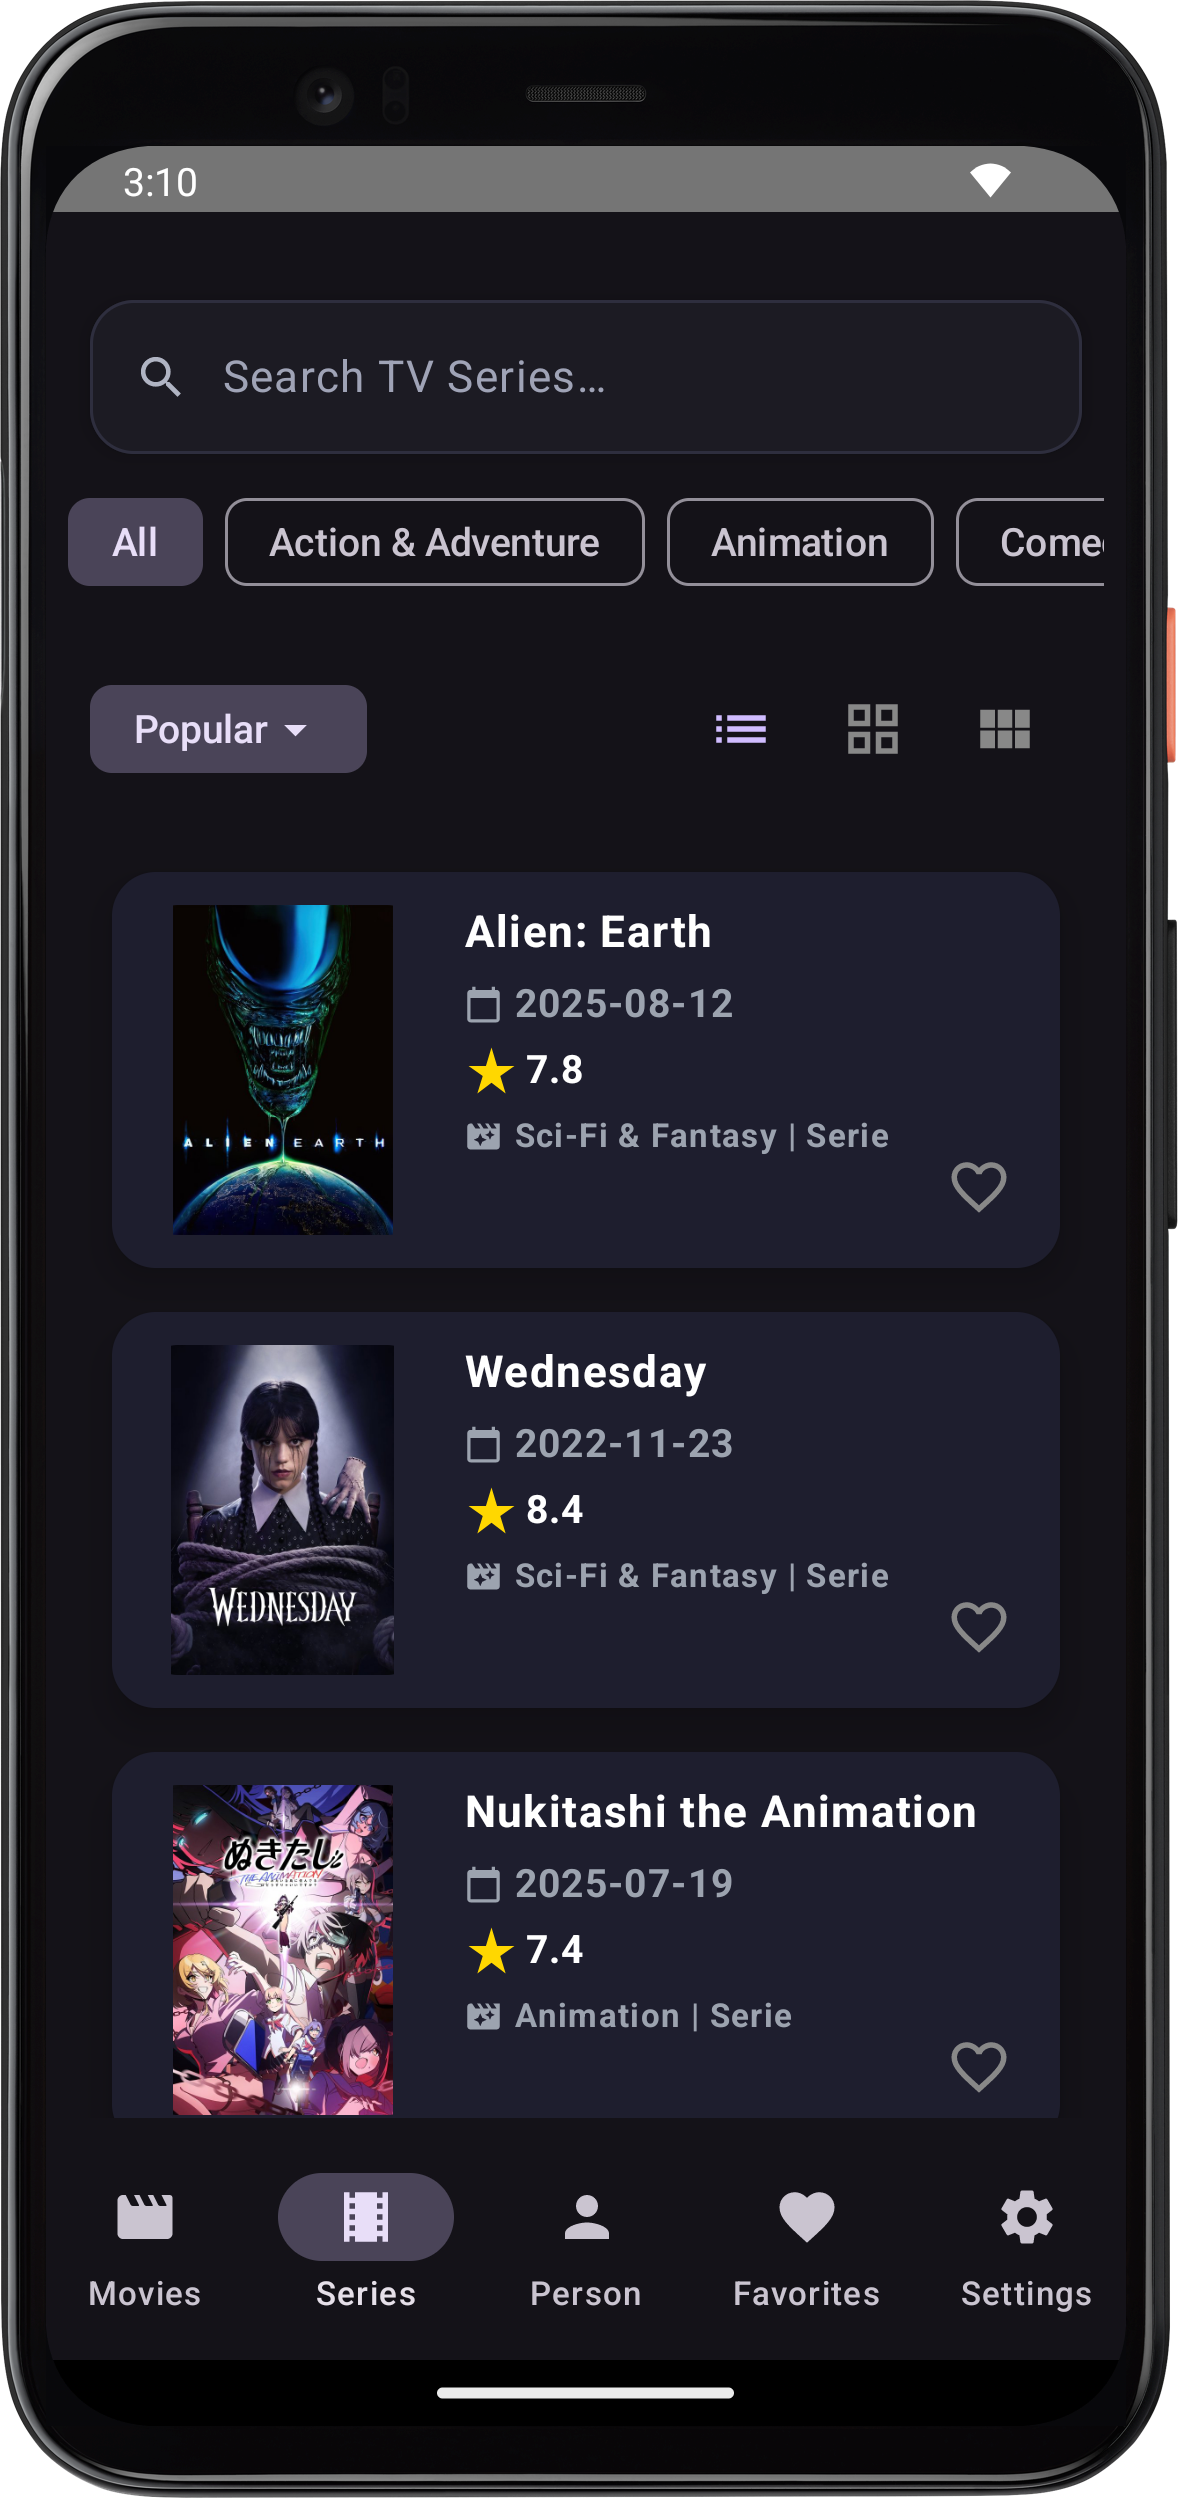 3:10
Search TV Series...
All
Action & Adventure
Animation
Come
Popular
ALIEN EARTH
Alien: Earth
2025-08-12
7.8
Sci-Fi & Fantasy | Serie
WEDNESDAY
Wednesday
2022-11-23
8.4
Sci-Fi & Fantasy | Serie
ぬきたし
THE ANIMATION
Nukitashi the Animation
2025-07-19
7.4
Animation | Serie
Movies
Series
Person
Favorites
Settings